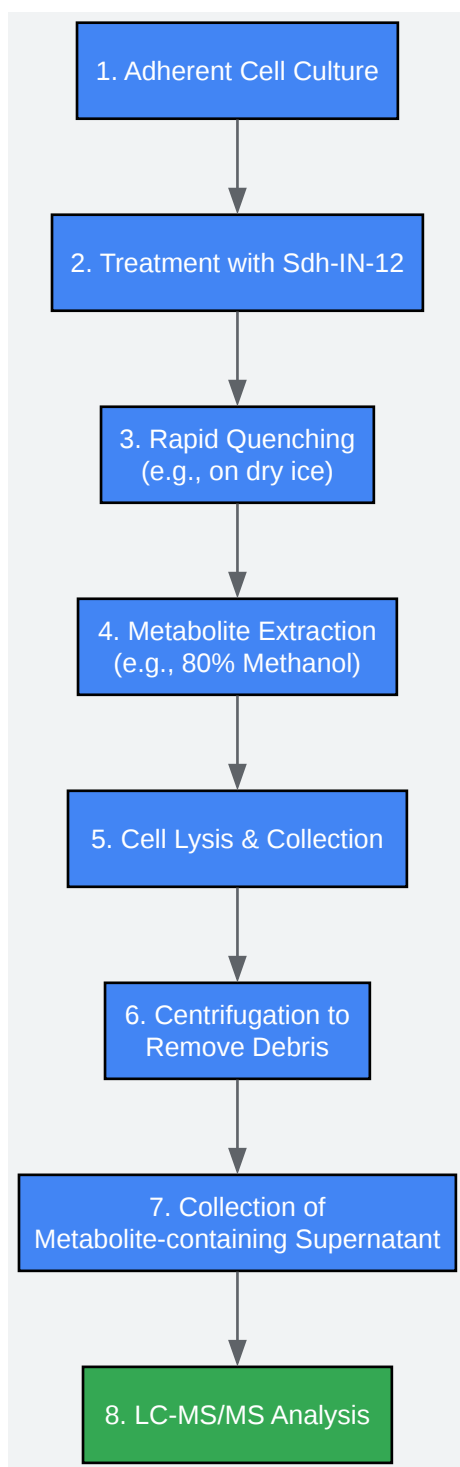 1. Adherent Cell Culture
2. Treatment with Sdh-IN-12
3. Rapid Quenching
(e.g., on dry ice)
4. Metabolite Extraction
(e.g., 80% Methanol)
5. Cell Lysis & Collection
6. Centrifugation to
Remove Debris
7. Collection of
Metabolite-containing Supernatant
8. LC-MS/MS Analysis